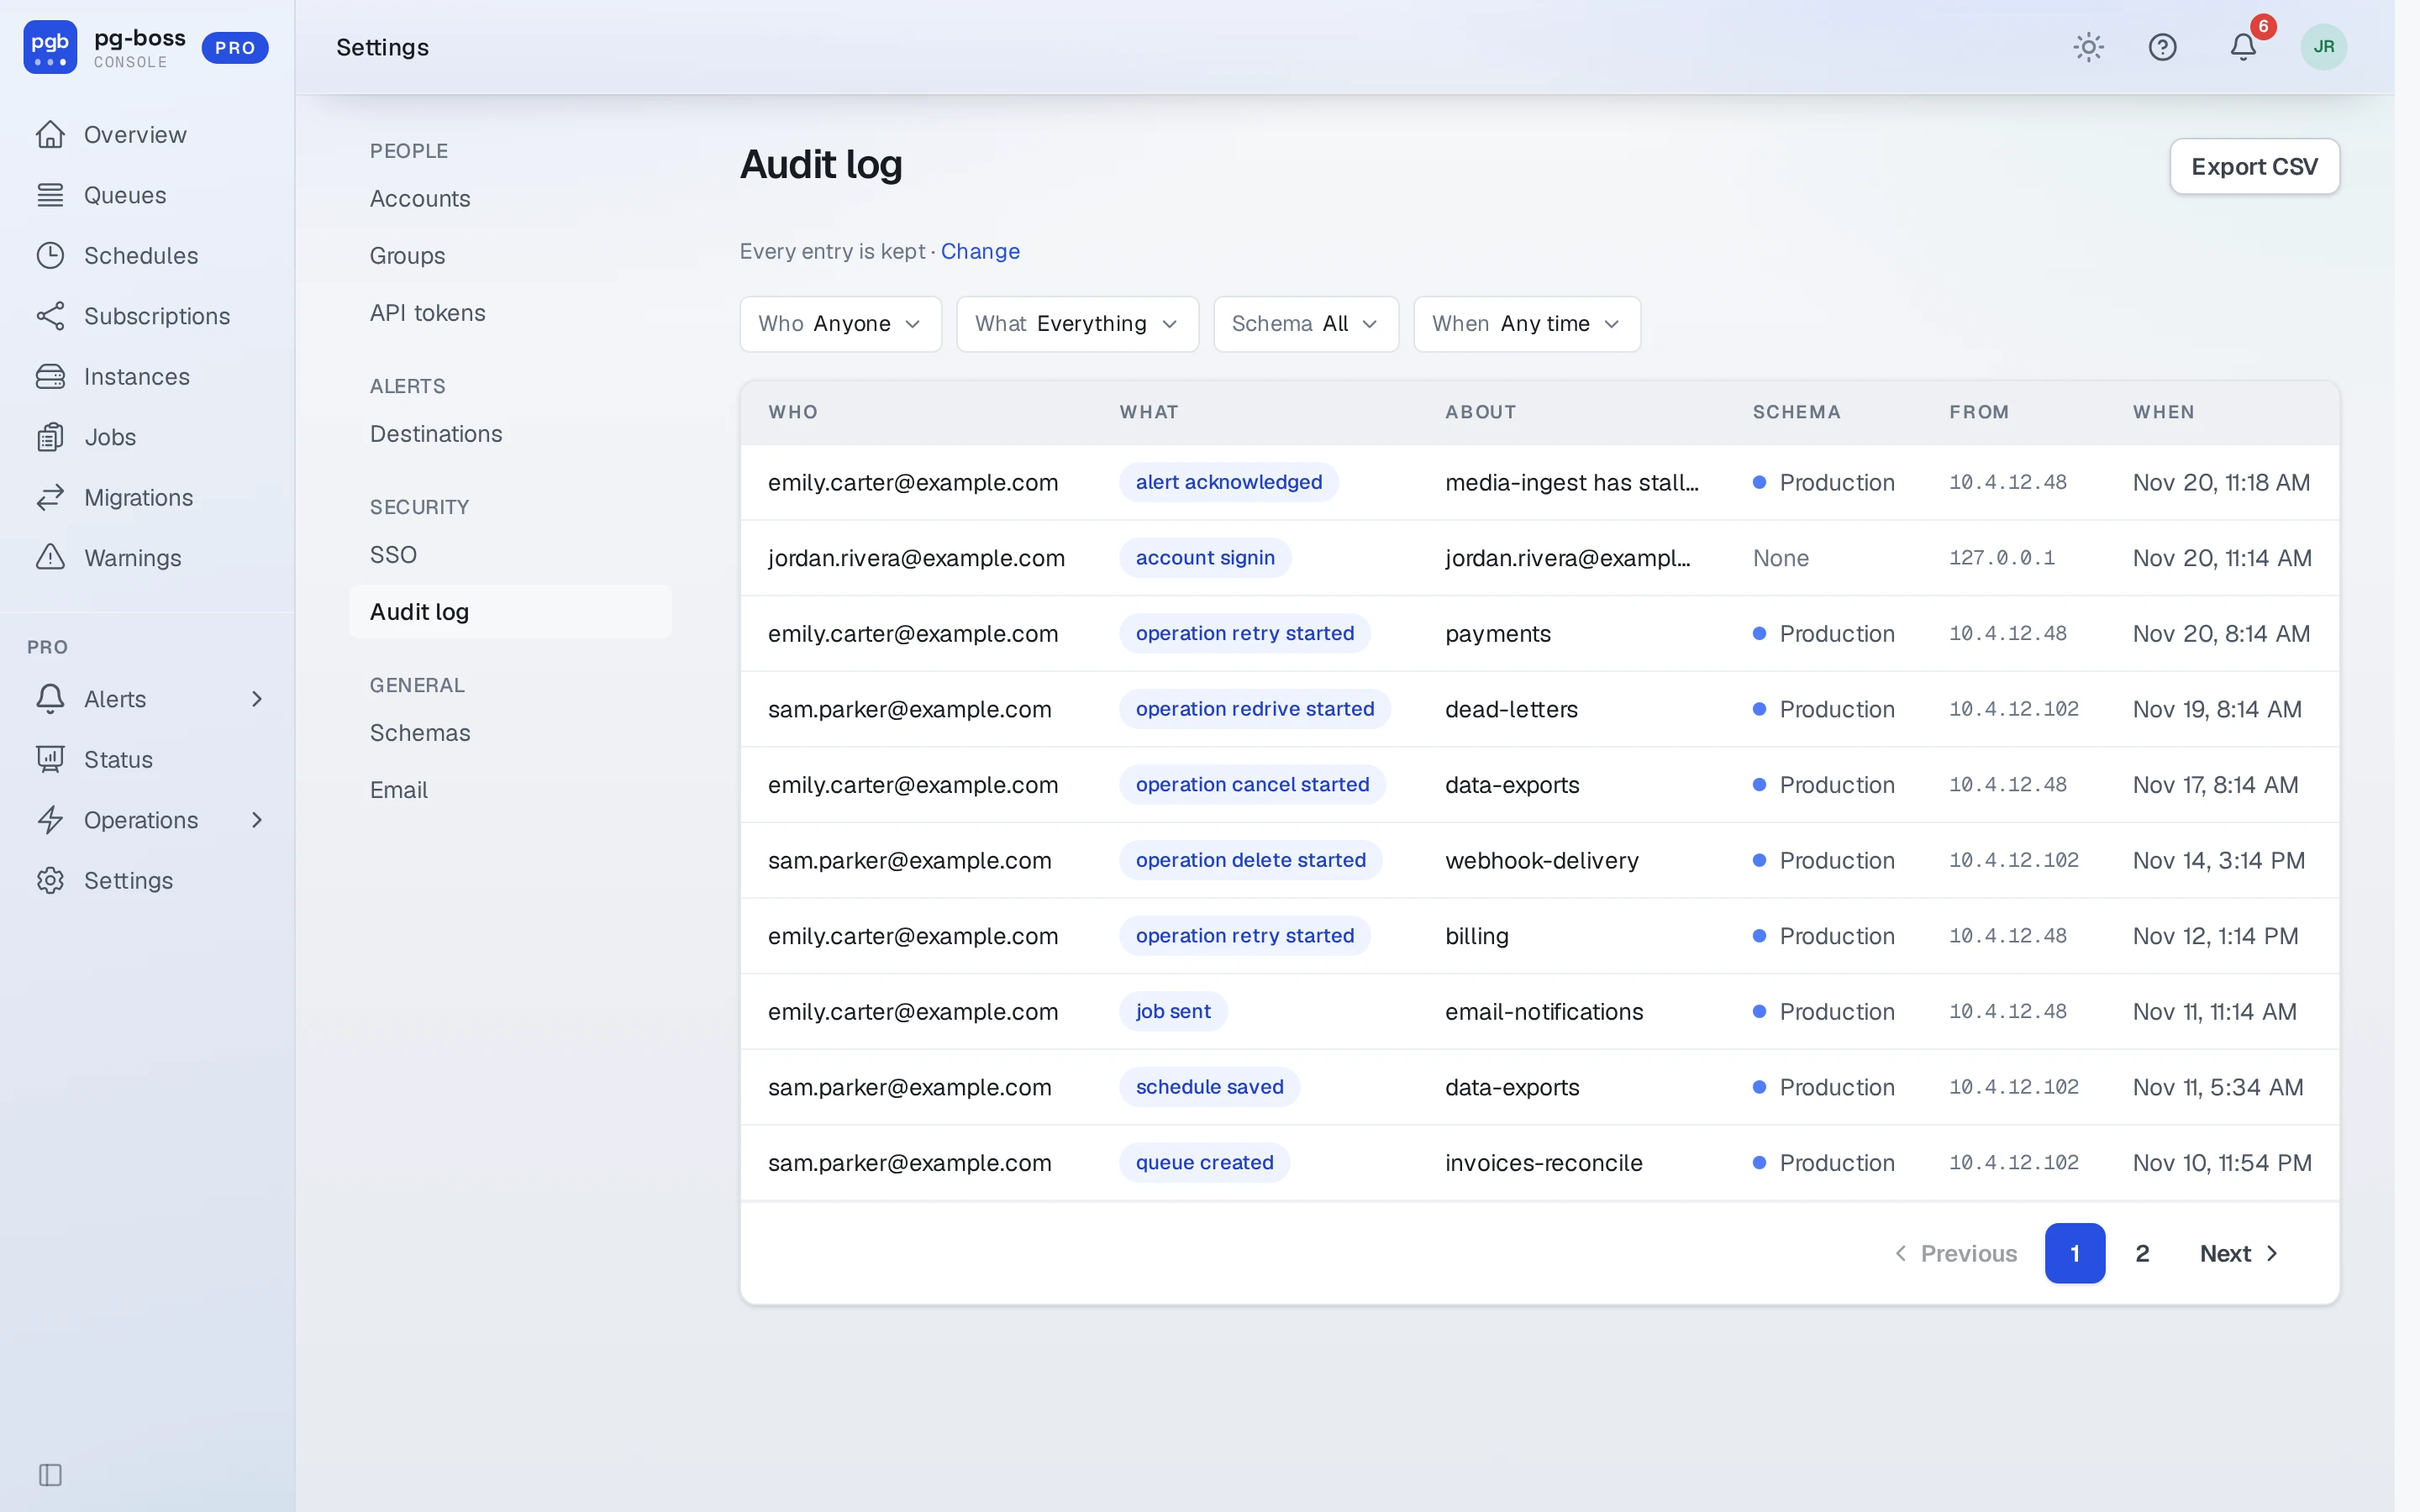 pgb pg-boss PRO
CONSOLE
Overview
Queues
Schedules
Subscriptions
Instances
Jobs
Migrations
Warnings
PRO
Alerts
Status
Operations
Settings
Settings
6
JR
PEOPLE
Accounts
Groups
API tokens
ALERTS
Destinations
SECURITY
SSO
Audit log
GENERAL
Schemas
Email
Audit log
Export CSV
Every entry is kept · Change
Who Anyone What Everything Schema All When Any time
WHO WHAT ABOUT SCHEMA FROM WHEN
emily.carter@example.com alert acknowledged media-ingest has stall... Production 10.4.12.48 Nov 20, 11:18 AM
jordan.rivera@example.com account signin jordan.rivera@exampl... None 127.0.0.1 Nov 20, 11:14 AM
emily.carter@example.com operation retry started payments Production 10.4.12.48 Nov 20, 8:14 AM
sam.parker@example.com operation redrive started dead-letters Production 10.4.12.102 Nov 19, 8:14 AM
emily.carter@example.com operation cancel started data-exports Production 10.4.12.48 Nov 17, 8:14 AM
sam.parker@example.com operation delete started webhook-delivery Production 10.4.12.102 Nov 14, 3:14 PM
emily.carter@example.com operation retry started billing Production 10.4.12.48 Nov 12, 1:14 PM
emily.carter@example.com job sent email-notifications Production 10.4.12.48 Nov 11, 11:14 AM
sam.parker@example.com schedule saved data-exports Production 10.4.12.102 Nov 11, 5:34 AM
sam.parker@example.com queue created invoices-reconcile Production 10.4.12.102 Nov 10, 11:54 PM
Previous 1 2 Next